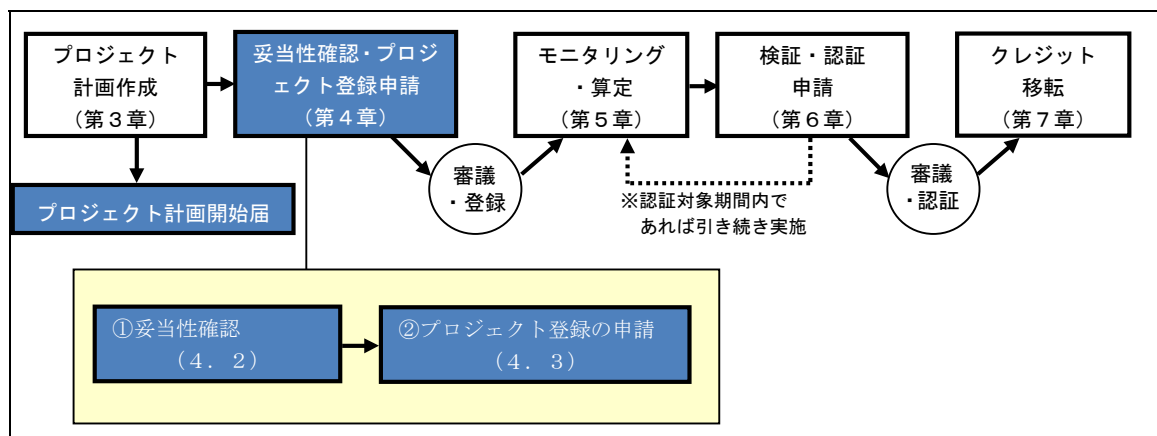 プロジェクト
計画作成
（第３章）
妥当性確認・プロジ
ェクト登録申請
（第４章）
モニタリング
・算定
（第５章）
検証・認証
申請
（第６章）
クレジット
移転
（第７章）
審議
・登録
審議
・認証
プロジェクト計画開始届
※認証対象期間内で
あれば引き続き実施
①妥当性確認
（４．２）
②プロジェクト登録の申請
（４．３）